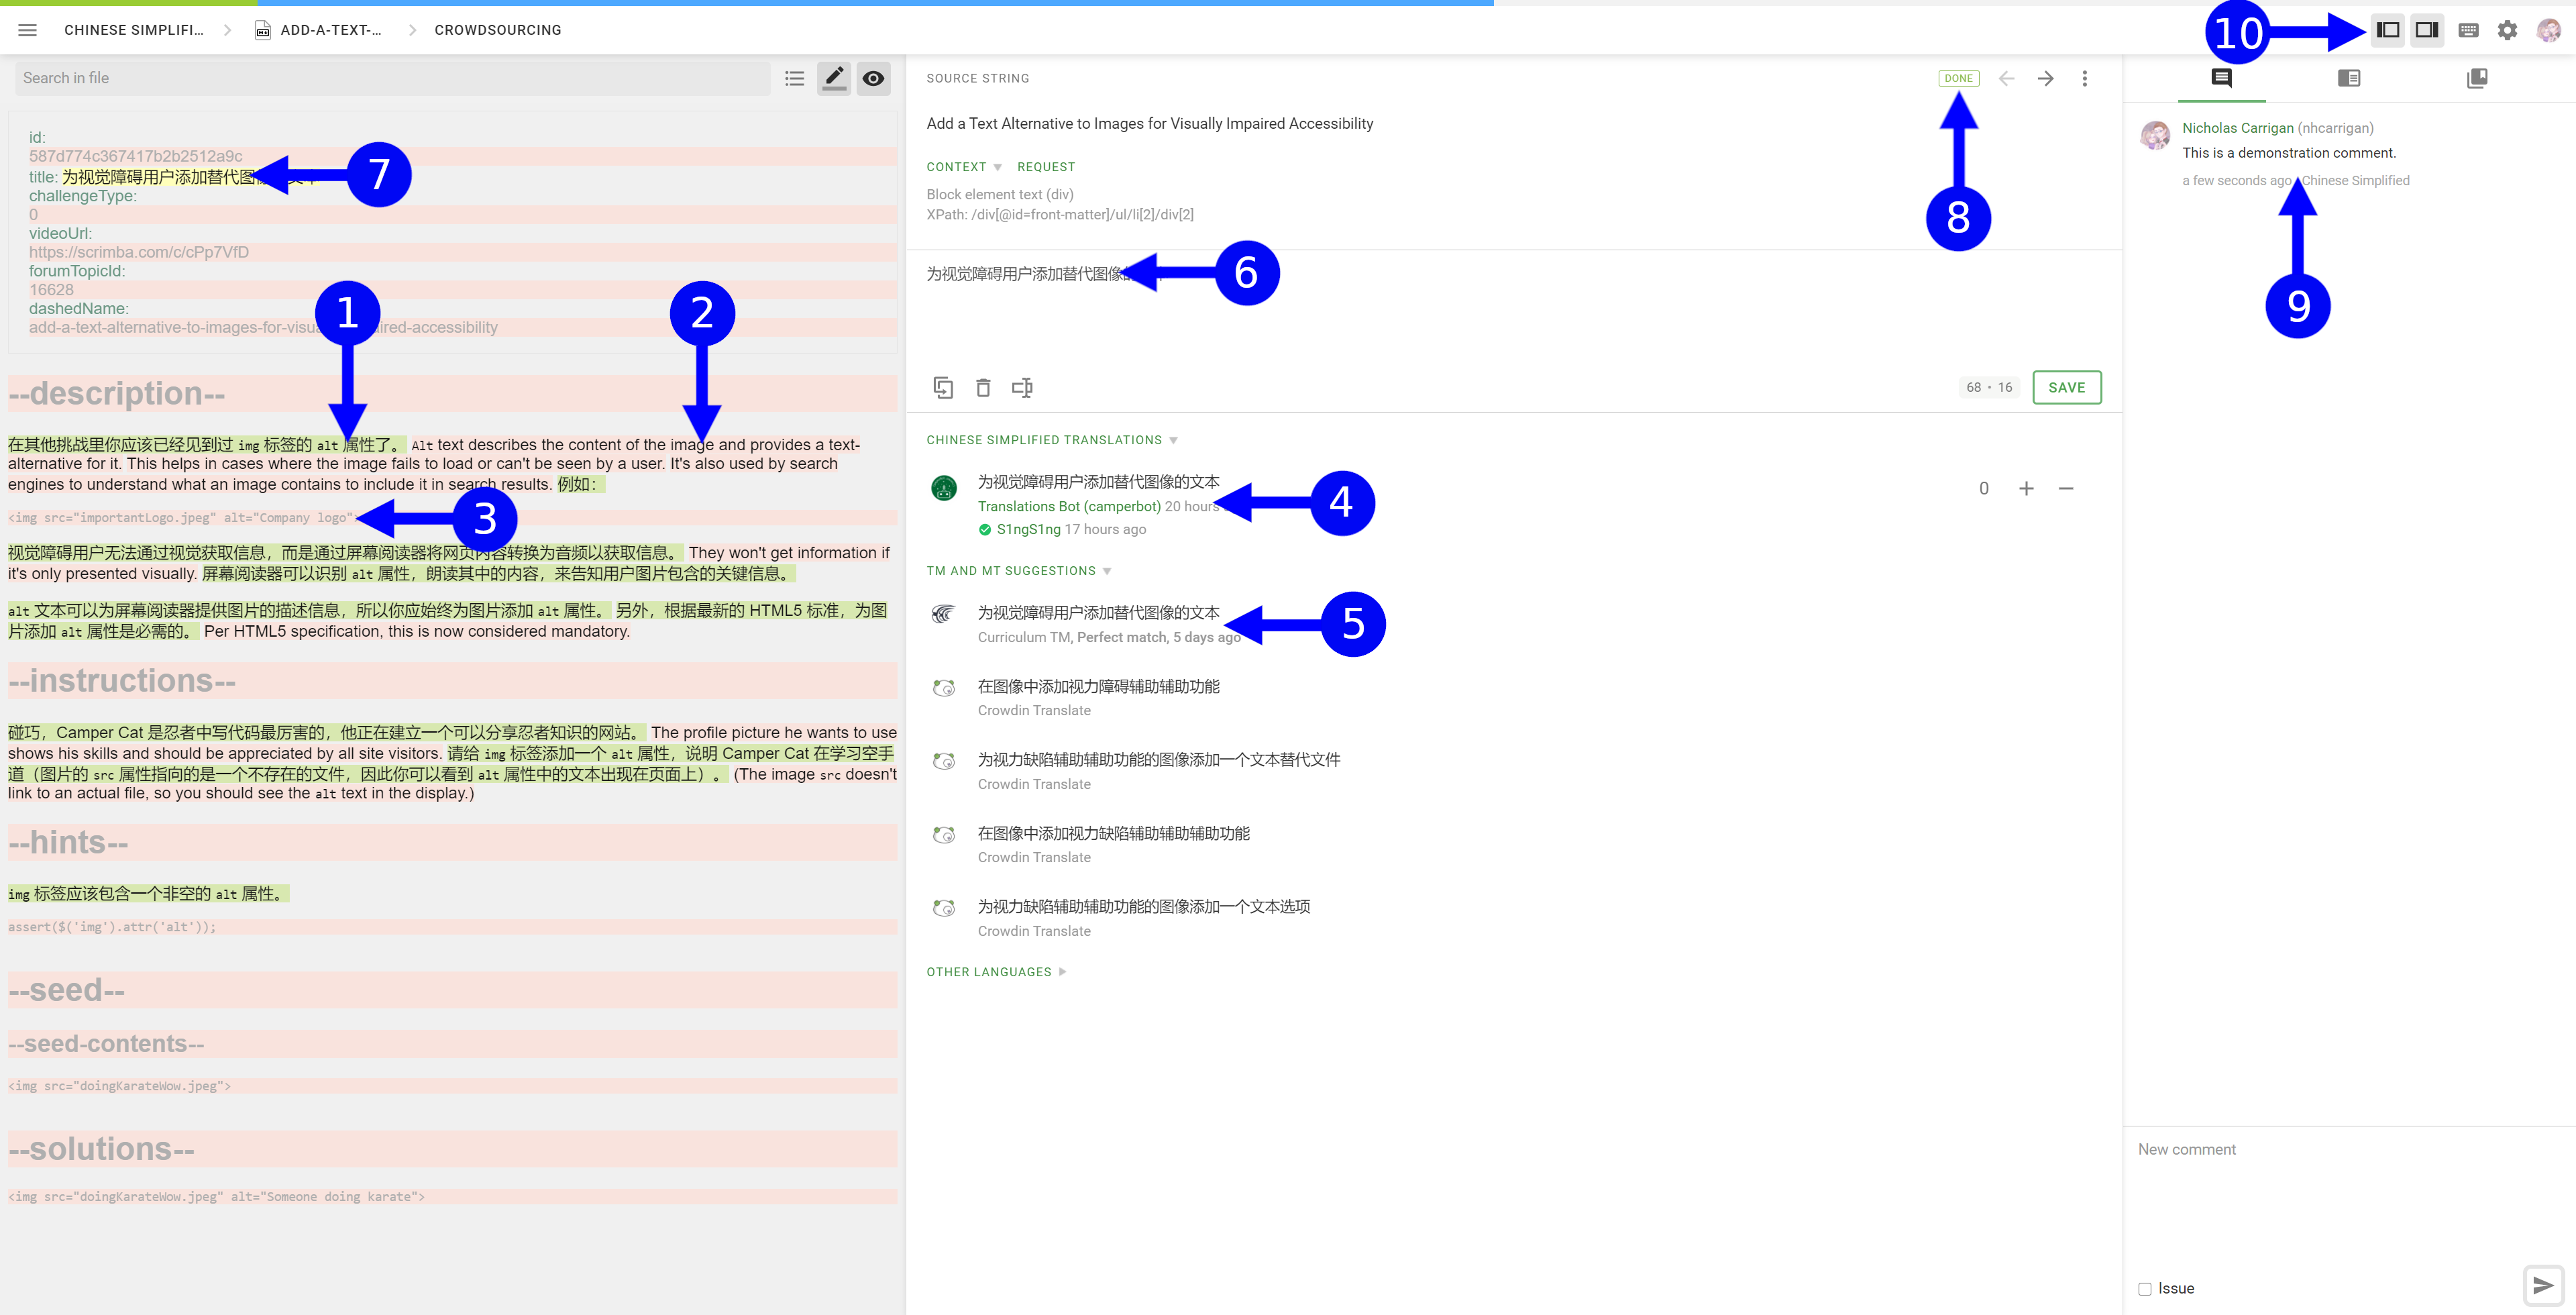 CHINESE SIMPLIFI...
ADD-A-TEXT-...
CROWDSOURCING
10
Search in file
id:
587d774c367417b2b2512a9c
title: 为视觉障碍用户添加替代图
7
challengeType:
0
videoUrl:
https://scrimba.com/c/cPp7VfD
forumTopicId:
16628
dashedName:
add-a-text-alternative-to-images-for-visu ired-accessibility
1
2
--description--
在其他挑战里你应该已经见到过 img 标签的 alt 属性了。 Alt text describes the content of the image and provides a text-
alternative for it. This helps in cases where the image fails to load or can't be seen by a user. It's also used by search
engines to understand what an image contains to include it in search results. 例如：
<img src="importantLogo.jpeg" alt="Company logo">
3
视觉障碍用户无法通过视觉获取信息，而是通过屏幕阅读器将网页内容转换为音频以获取信息。 They won't get information if
it's only presented visually. 屏幕阅读器可以识别 alt 属性，朗读其中的内容，来告知用户图片包含的关键信息。
alt 文本可以为屏幕阅读器提供图片的描述信息，所以你应始终为图片添加 alt 属性。 另外，根据最新的 HTML5 标准，为图
片添加 alt 属性是必需的。 Per HTML5 specification, this is now considered mandatory.
--instructions--
碰巧，Camper Cat 是忍者中写代码最厉害的，他正在建立一个可以分享忍者知识的网站。 The profile picture he wants to use
shows his skills and should be appreciated by all site visitors. 请给 img 标签添加一个 alt 属性，说明 Camper Cat 在学习空手
道（图片的 src 属性指向的是一个不存在的文件，因此你可以看到 alt 属性中的文本出现在页面上）。 (The image src doesn't
link to an actual file, so you should see the alt text in the display.)
--hints--
img 标签应该包含一个非空的 alt 属性。
assert($('img').attr('alt'));
--seed--
--seed-contents--
<img src="doingKarateWow.jpeg">
--solutions--
<img src="doingKarateWow.jpeg" alt="Someone doing karate">
SOURCE STRING
DONE
Add a Text Alternative to Images for Visually Impaired Accessibility
CONTEXT REQUEST
Block element text (div)
XPath: /div[@id=front-matter]/ul/li[2]/div[2]
8
为视觉障碍用户添加替代图像
6
68 • 16
SAVE
CHINESE SIMPLIFIED TRANSLATIONS
为视觉障碍用户添加替代图像的文本
Translations Bot (camperbot) 20 hours
4
S1ngS1ng 17 hours ago
0
TM AND MT SUGGESTIONS
为视觉障碍用户添加替代图像的文本
Curriculum TM, Perfect match, 5 days ago
5
在图像中添加视力障碍辅助辅助功能
Crowdin Translate
为视力缺陷辅助辅助功能的图像添加一个文本替代文件
Crowdin Translate
在图像中添加视力缺陷辅助辅助辅助功能
Crowdin Translate
为视力缺陷辅助辅助功能的图像添加一个文本选项
Crowdin Translate
OTHER LANGUAGES
Nicholas Carrigan (nhcarrigan)
This is a demonstration comment.
a few seconds ago Chinese Simplified
9
New comment
Issue